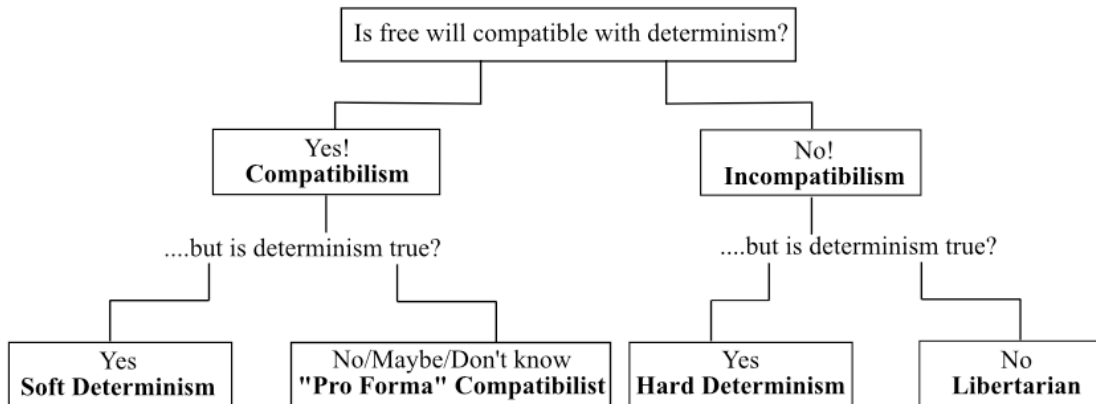 Is free will compatible with determinism?
Yes!
Compatibilism
No!
Incompatibilism
....but is determinism true?
....but is determinism true?
Yes
Soft Determinism
No/Maybe/Don't know
"Pro Forma" Compatibilist
Yes
Hard Determinism
No
Libertarian